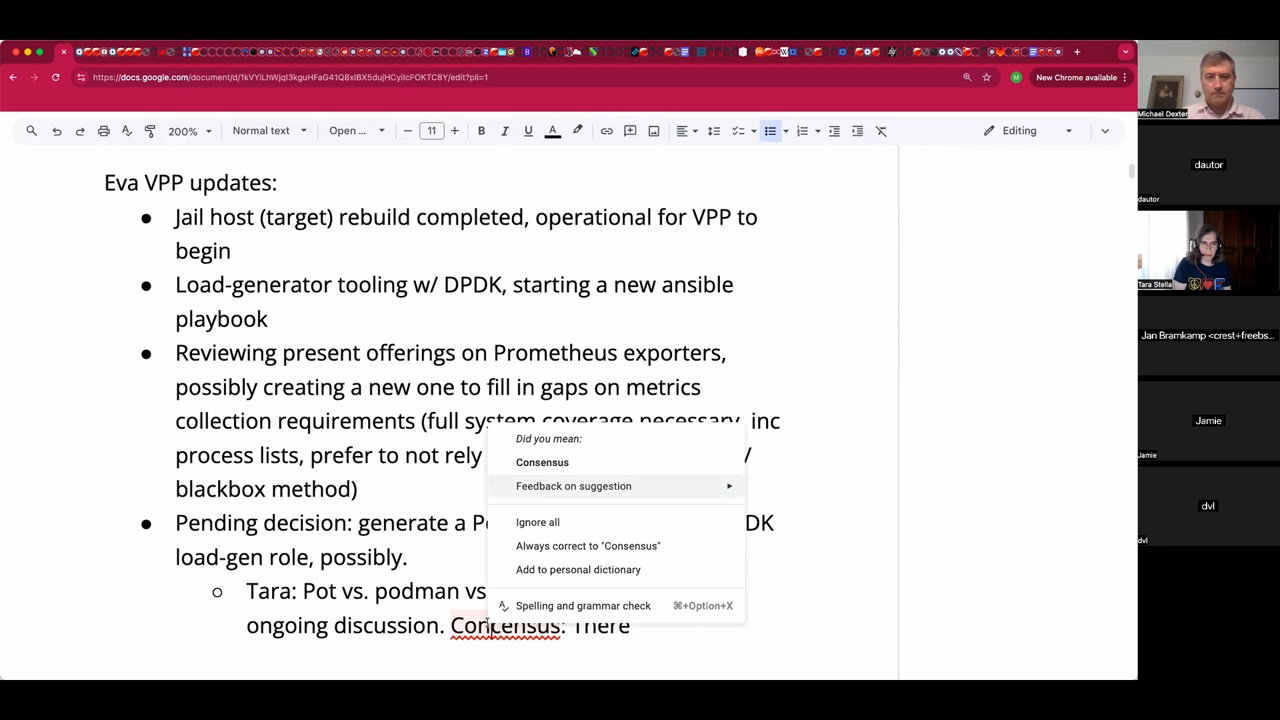 https://docs.google.com/document/d/1kVYiLhWjqI3kguHFaG41Q8xIBX5dujHCyiIcFOKTC8Y/edit?pli=1
M
New Chrome available
200%
Normal text
Open ...
11
B
I
U
A
Editing
Eva VPP updates:
● Jail host (target) rebuild completed, operational for VPP to
begin
● Load-generator tooling w/ DPDK, starting a new ansible
playbook
● Reviewing present offerings on Prometheus exporters,
possibly creating a new one to fill in gaps on metrics
collection requirements (full system coverage necessary, inc
process lists, prefer to not rely /
blackbox method)
● Pending decision: generate a DK
load-gen role, possibly.
○ Tara: Pot vs. podman vs
ongoing discussion. Concensus: There
Did you mean:
Consensus
Feedback on suggestion
Ignore all
Always correct to "Consensus"
Add to personal dictionary
Spelling and grammar check ⌘+Option+X
Michael Dexter
dautor
dautor
Tara Stella
Jan Bramkamp <crest+freebs...
Jamie
Jamie
dvl
dvl